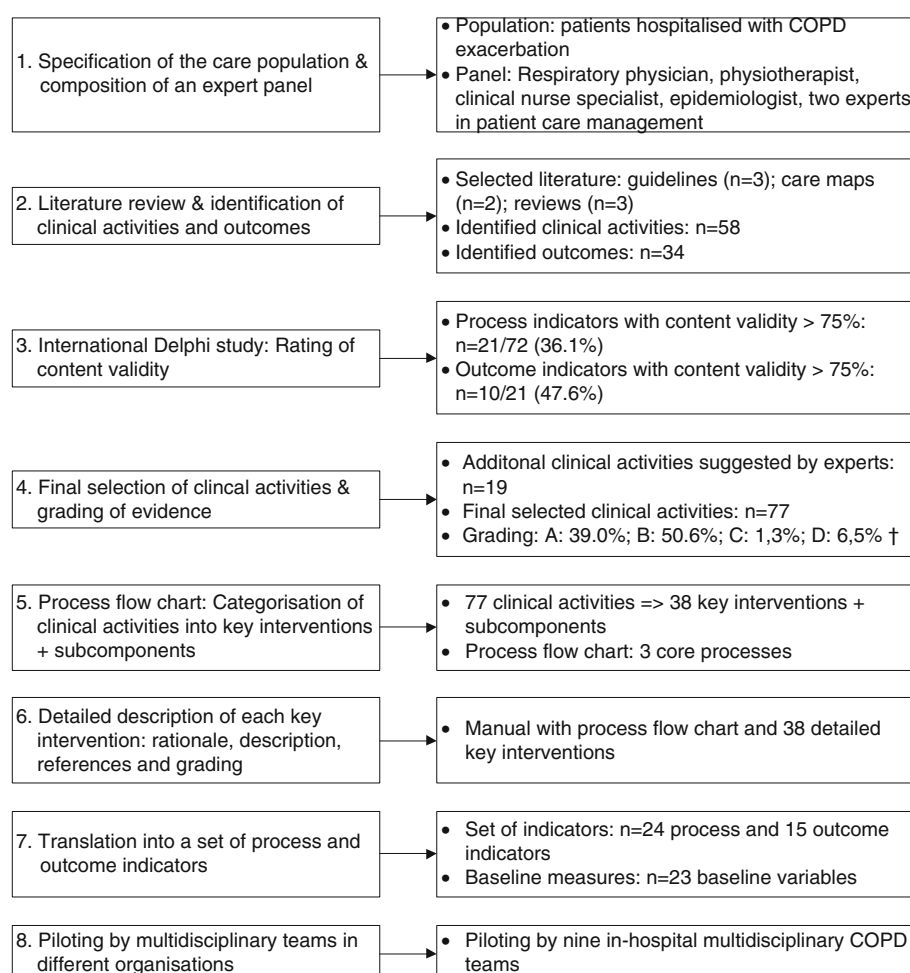 1. Specification of the care population &
composition of an expert panel
• Population: patients hospitalised with COPD
exacerbation
• Panel: Respiratory physician, physiotherapist,
clinical nurse specialist, epidemiologist, two experts
in patient care management
2. Literature review & identification of
clinical activities and outcomes
• Selected literature: guidelines (n=3); care maps
(n=2); reviews (n=3)
• Identified clinical activities: n=58
• Identified outcomes: n=34
3. International Delphi study: Rating of
content validity
• Process indicators with content validity > 75%:
n=21/72 (36.1%)
• Outcome indicators with content validity > 75%:
n=10/21 (47.6%)
4. Final selection of clincal activities &
grading of evidence
• Additonal clinical activities suggested by experts:
n=19
• Final selected clinical activities: n=77
• Grading: A: 39.0%; B: 50.6%; C: 1,3%; D: 6,5% †
5. Process flow chart: Categorisation of
clinical activities into key interventions
+ subcomponents
• 77 clinical activities => 38 key interventions +
subcomponents
• Process flow chart: 3 core processes
6. Detailed description of each key
intervention: rationale, description,
references and grading
• Manual with process flow chart and 38 detailed
key interventions
7. Translation into a set of process and
outcome indicators
• Set of indicators: n=24 process and 15 outcome
indicators
• Baseline measures: n=23 baseline variables
8. Piloting by multidisciplinary teams in
different organisations
• Piloting by nine in-hospital multidisciplinary COPD
teams